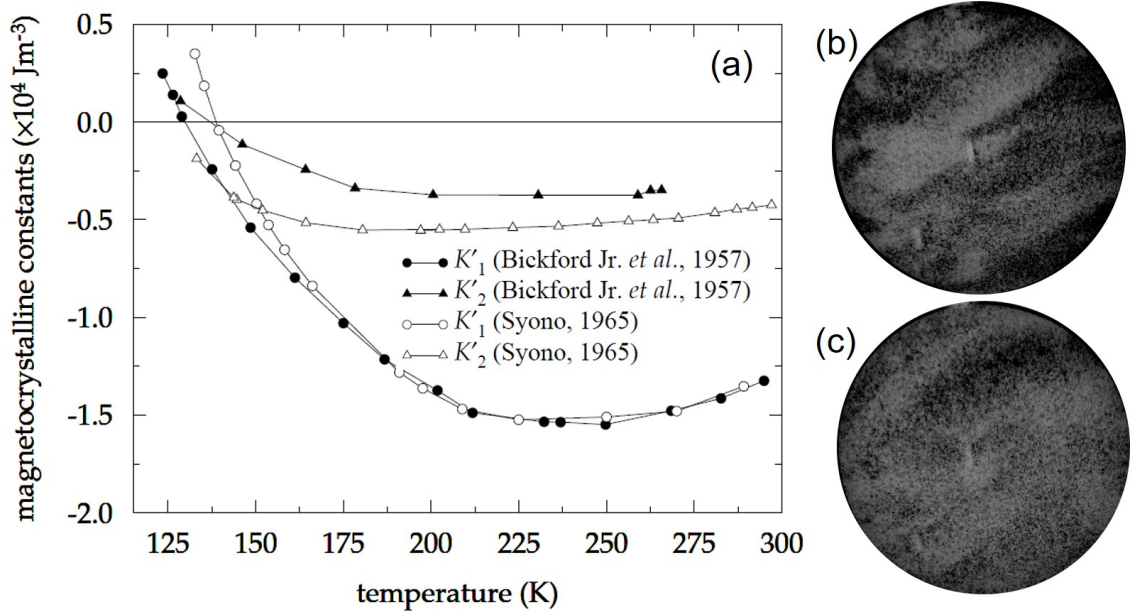 (a)
magnetocrystalline constants (×10⁴ Jm⁻³)
0.5
0.0
-0.5
-1.0
-1.5
-2.0
K′₁ (Bickford Jr. et al., 1957)
K′₂ (Bickford Jr. et al., 1957)
K′₁ (Syono, 1965)
K′₂ (Syono, 1965)
125 150 175 200 225 250 275 300
temperature (K)
(b)
(c)